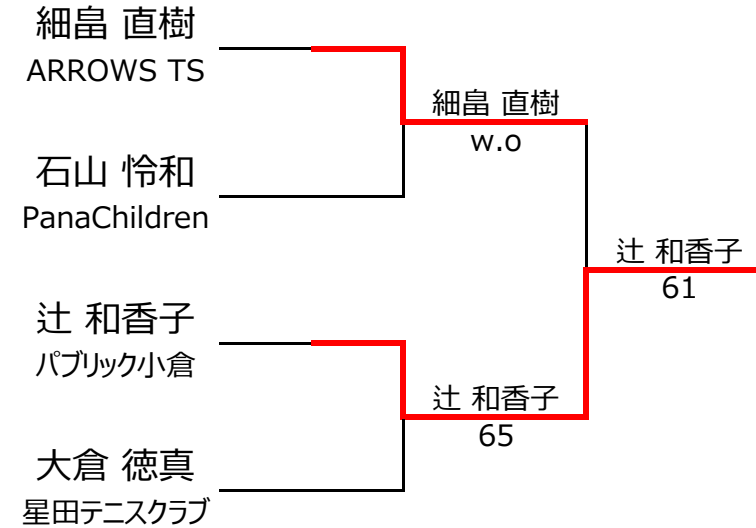 細畠 直樹
ARROWS TS
細畠 直樹
w.o
石山 怜和
PanaChildren
辻 和香子
61
辻 和香子
パブリック小倉
辻 和香子
65
大倉 徳真
星田テニスクラブ